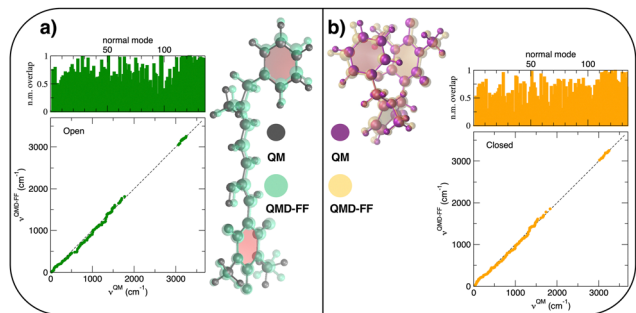 a)
normal mode
50 100
1
0.5
0
n.m. overlap
Open
3000
2000
1000
0
ν^QMD-FF (cm⁻¹)
0 1000 2000 3000
ν^QM (cm⁻¹)
QM
QMD-FF
b)
QM
QMD-FF
normal mode
50 100
1
0.5
0
n.m. overlap
Closed
3000
2000
1000
0
ν^QMD-FF (cm⁻¹)
0 1000 2000 3000
ν^QM (cm⁻¹)